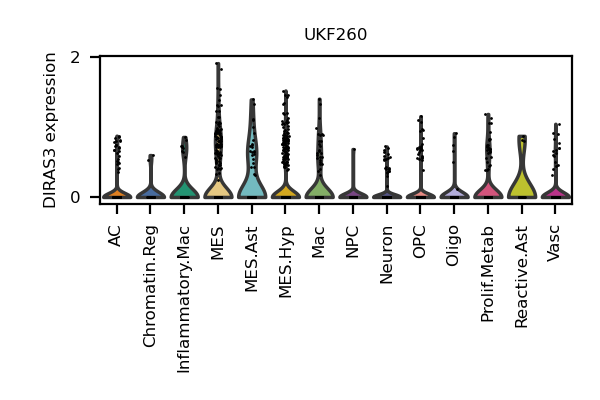 UKF260
DIRAS3 expression
2
0
AC
Chromatin.Reg
Inflammatory.Mac
MES
MES.Ast
MES.Hyp
Mac
NPC
Neuron
OPC
Oligo
Prolif.Metab
Reactive.Ast
Vasc